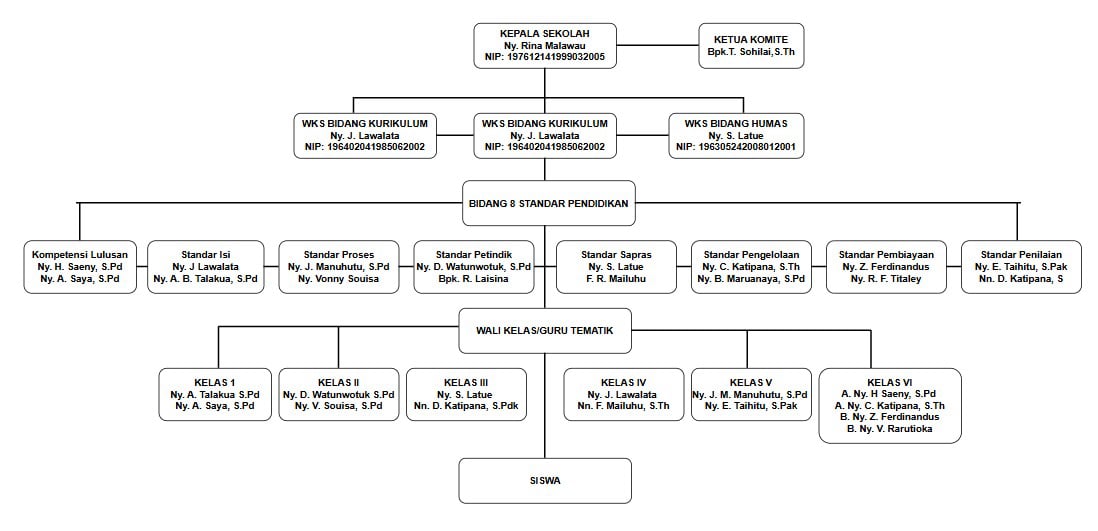 KEPALA SEKOLAH
Ny. Rina Malawau
NIP: 197612141999032005
KETUA KOMITE
Bpk.T. Sohilai,S.Th
WKS BIDANG KURIKULUM
Ny. J. Lawalata
NIP: 196402041985062002
WKS BIDANG KURIKULUM
Ny. J. Lawalata
NIP: 196402041985062002
WKS BIDANG HUMAS
Ny. S. Latue
NIP: 196305242008012001
BIDANG 8 STANDAR PENDIDIKAN
Kompetensi Lulusan
Ny. H. Saeny, S.Pd
Ny. A. Saya, S.Pd
Standar Isi
Ny. J Lawalata
Ny. A. B. Talakua, S.Pd
Standar Proses
Ny. J. Manuhutu, S.Pd
Ny. Vonny Souisa
Standar Petindik
Ny. D. Watunwotuk, S.Pd
Bpk. R. Laisina
Standar Sapras
Ny. S. Latue
F. R. Mailuhu
Standar Pengelolaan
Ny. C. Katipana, S.Th
Ny. B. Maruanaya, S.Pd
Standar Pembiayaan
Ny. Z. Ferdinandus
Ny. R. F. Titaley
Standar Penilaian
Ny. E. Taihitu, S.Pak
Nn. D. Katipana, S
WALI KELAS/GURU TEMATIK
KELAS 1
Ny. A. Talakua S.Pd
Ny. A. Saya, S.Pd
KELAS II
Ny. D. Watunwotuk S.Pd
Ny. V. Souisa, S.Pd
KELAS III
Ny. S. Latue
Nn. D. Katipana, S.Pdk
KELAS IV
Ny. J. Lawalata
Nn. F. Mailuhu, S.Th
KELAS V
Ny. J. M. Manuhutu, S.Pd
Ny. E. Taihitu, S.Pak
KELAS VI
A. Ny. H Saeny, S.Pd
A. Ny. C. Katipana, S.Th
B. Ny. Z. Ferdinandus
B. Ny. V. Rarutioka
SISWA